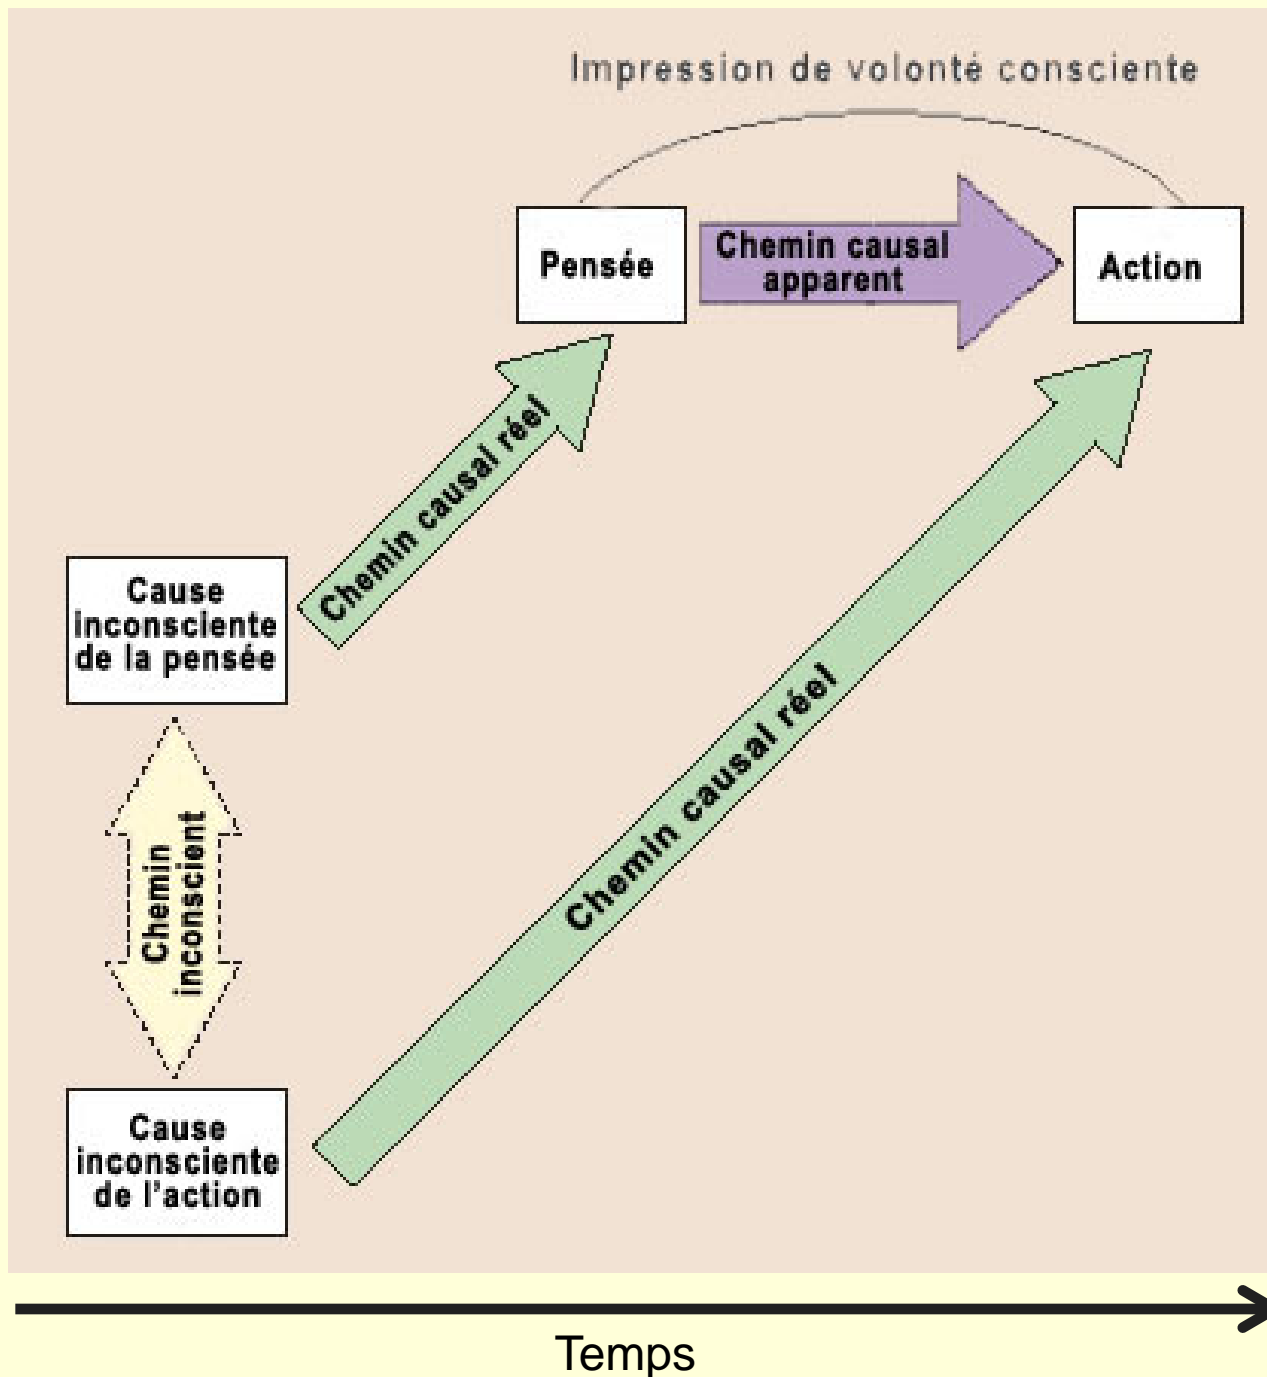 Impression de volonté consciente
Pensée
Chemin causal
apparent
Action
Chemin causal réel
Cause
inconsciente
de la pensée
Chemin causal réel
Chemin
inconscient
Cause
inconsciente
de l'action
Temps